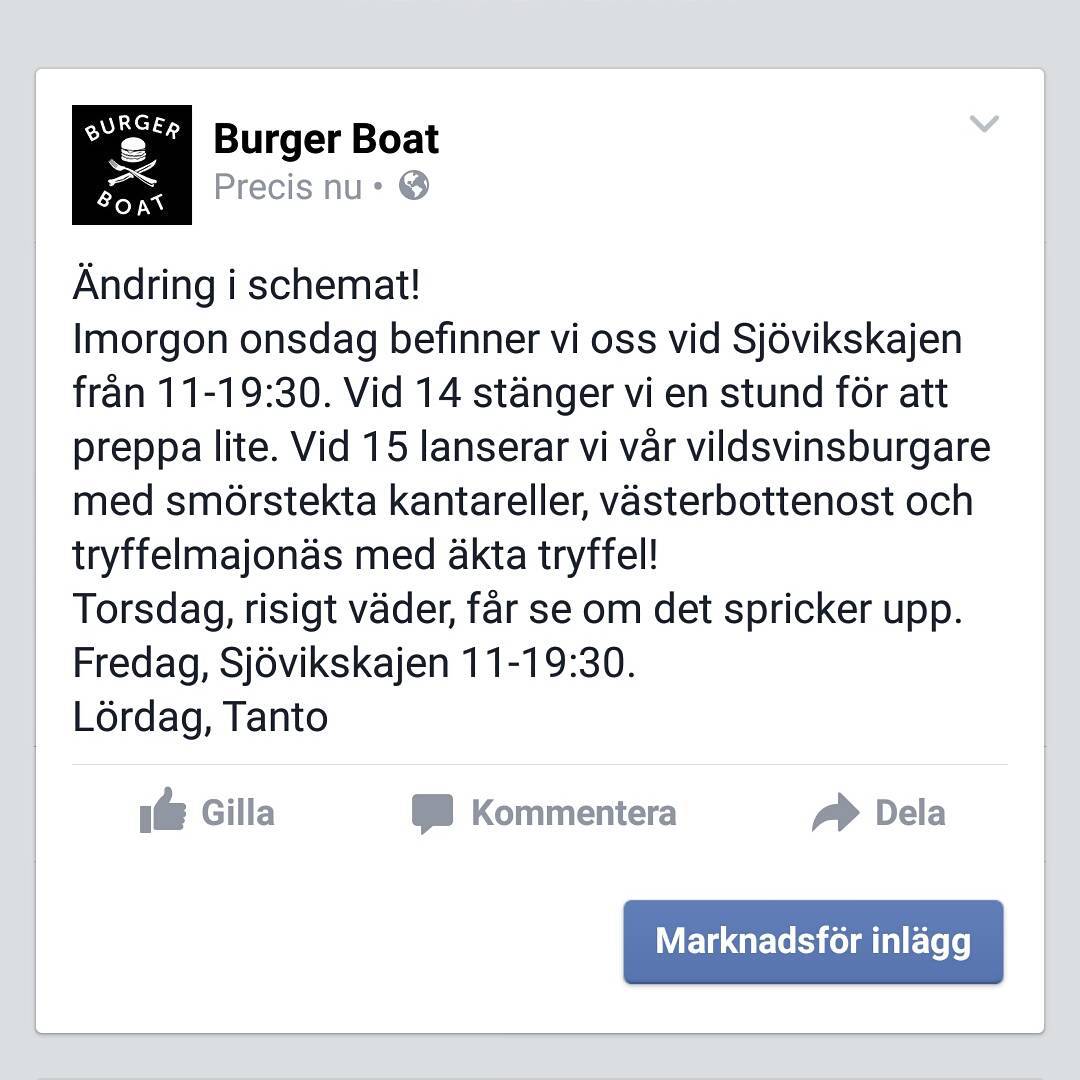 BURGER
BOAT
Burger Boat
Precis nu •
Ändring i schemat!
Imorgon onsdag befinner vi oss vid Sjövikskajen
från 11-19:30. Vid 14 stänger vi en stund för att
preppa lite. Vid 15 lanserar vi vår vildsvinsburgare
med smörstekta kantareller, västerbottenost och
tryffelmajonäs med äkta tryffel!
Torsdag, risigt väder, får se om det spricker upp.
Fredag, Sjövikskajen 11-19:30.
Lördag, Tanto
Gilla Kommentera Dela
Marknadsför inlägg